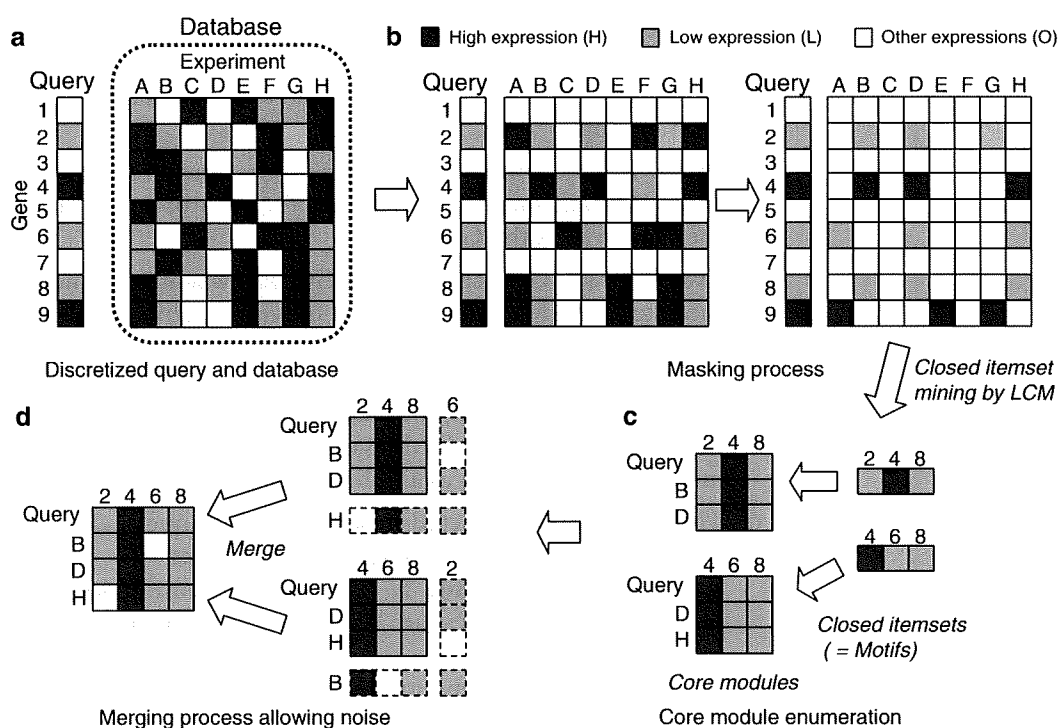 a
Database
Experiment
Query
A B C D E F G H
Gene
1
2
3
4
5
6
7
8
9
Discretized query and database
b
High expression (H)
Low expression (L)
Other expressions (O)
Query
A B C D E F G H
1
2
3
4
5
6
7
8
9
Query
A B C D E F G H
1
2
3
4
5
6
7
8
9
Masking process
Closed itemset
mining by LCM
c
2 4 8
Query
B
D
2 4 8
4 6 8
Query
D
H
4 6 8
Closed itemsets
( = Motifs)
Core modules
Core module enumeration
d
2 4 8 6
Query
B
D
H
4 6 8 2
Query
D
H
B
Merge
2 4 6 8
Query
B
D
H
Merging process allowing noise